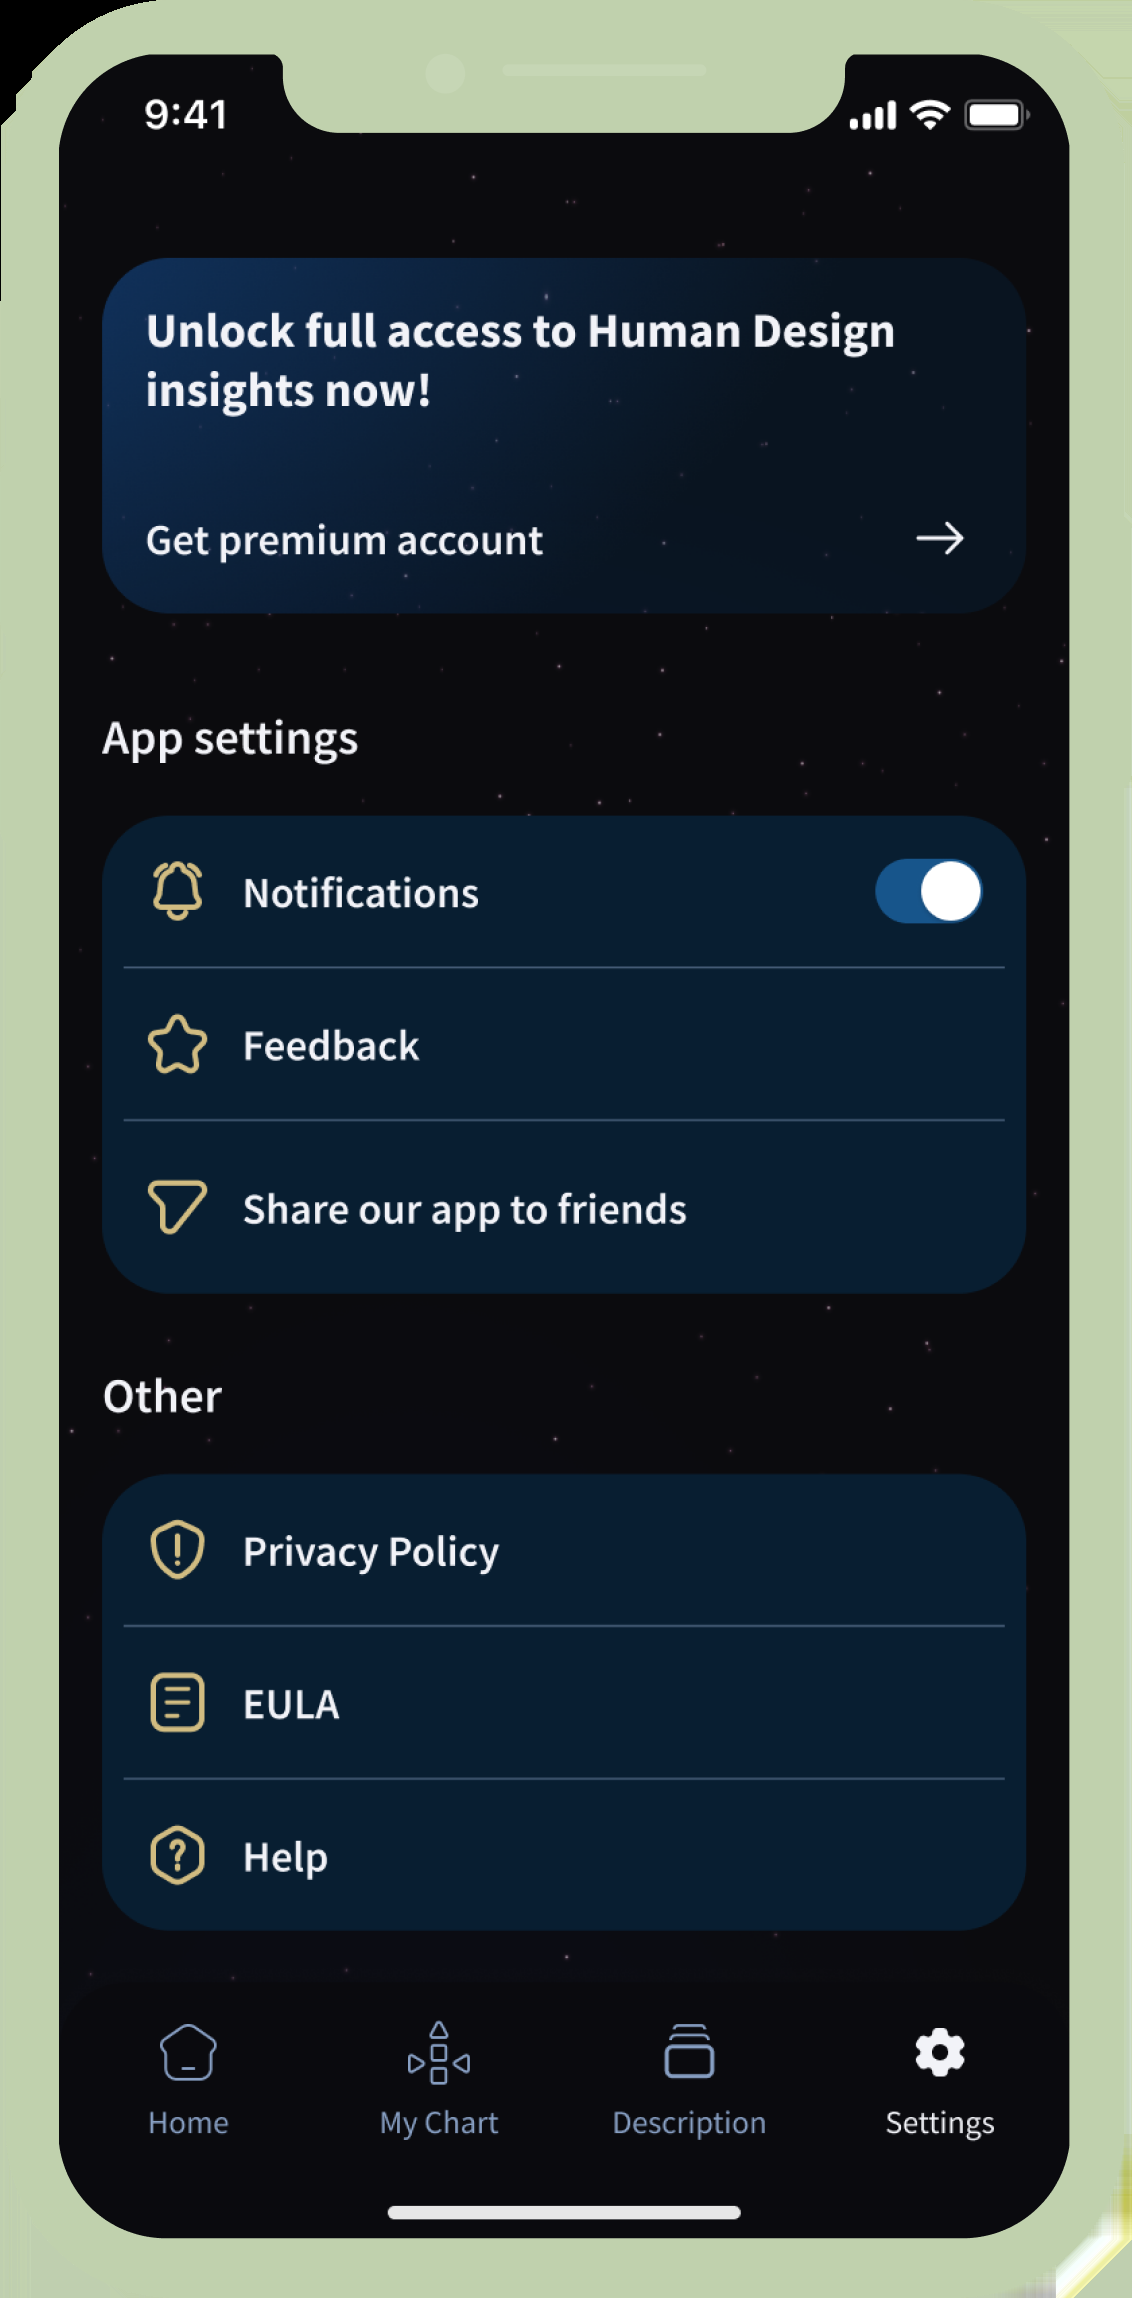 9:41
Unlock full access to Human Design
insights now!
Get premium account
App settings
Notifications
Feedback
Share our app to friends
Other
Privacy Policy
EULA
Help
Home
My Chart
Description
Settings